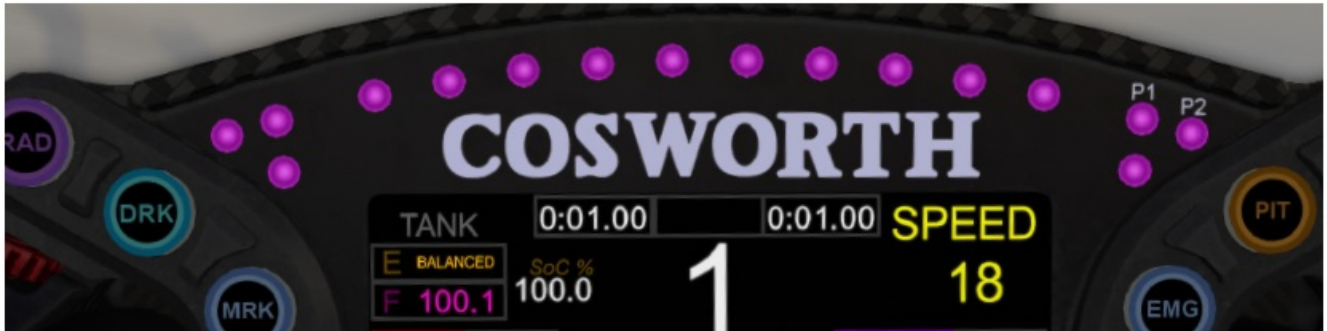 P1
P2
COSWORTH
RAD
DRK
PIT
TANK
0:01.00
0:01.00
SPEED
E BALANCED
SoC %
F 100.1
100.0
1
18
MRK
EMG